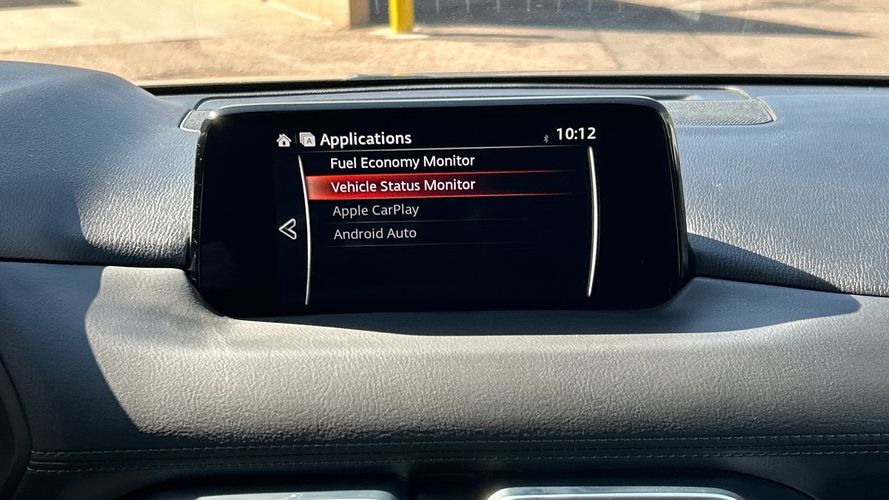 Applications
10:12
Fuel Economy Monitor
Vehicle Status Monitor
Apple CarPlay
Android Auto